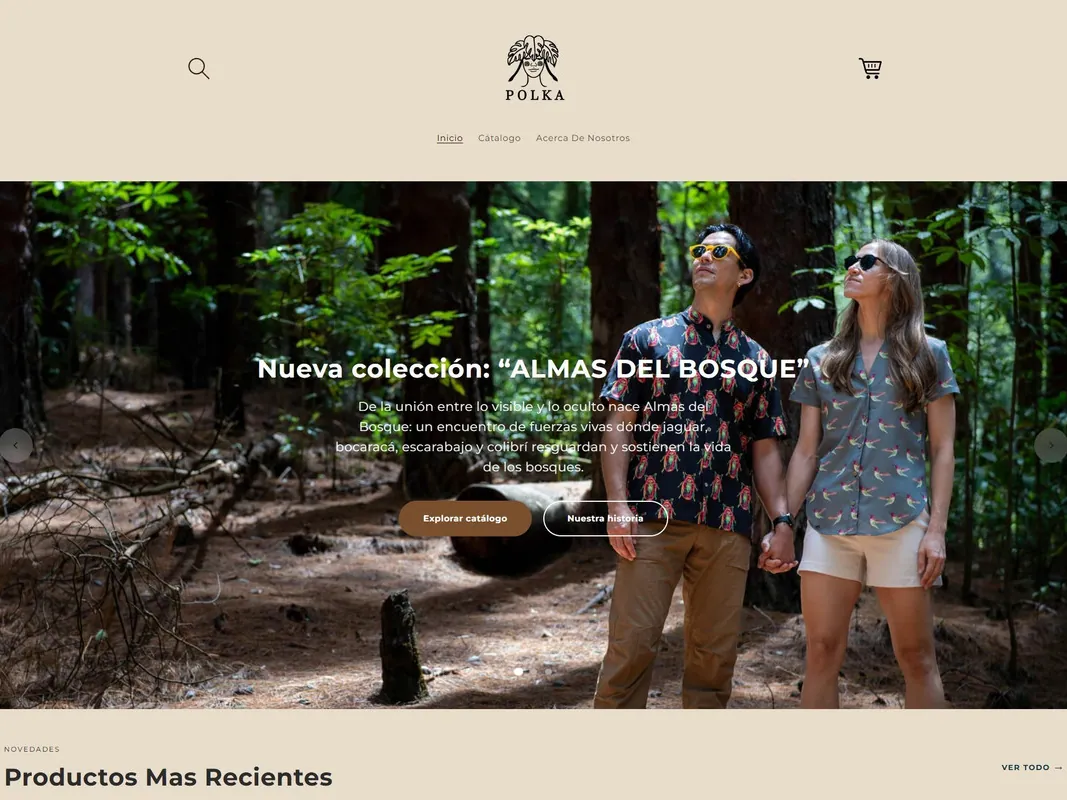 POLKA
Inicio Cátalogo Acerca De Nosotros
Nueva colección: “ALMAS DEL BOSQUE”
De la unión entre lo visible y lo oculto nace Almas del
Bosque: un encuentro de fuerzas vivas dónde jaguar,
bocaracá, escarabajo y colibrí resguardan y sostienen la vida
de los bosques.
Explorar catálogo Nuestra historia
NOVEDADES
Productos Mas Recientes
VER TODO →